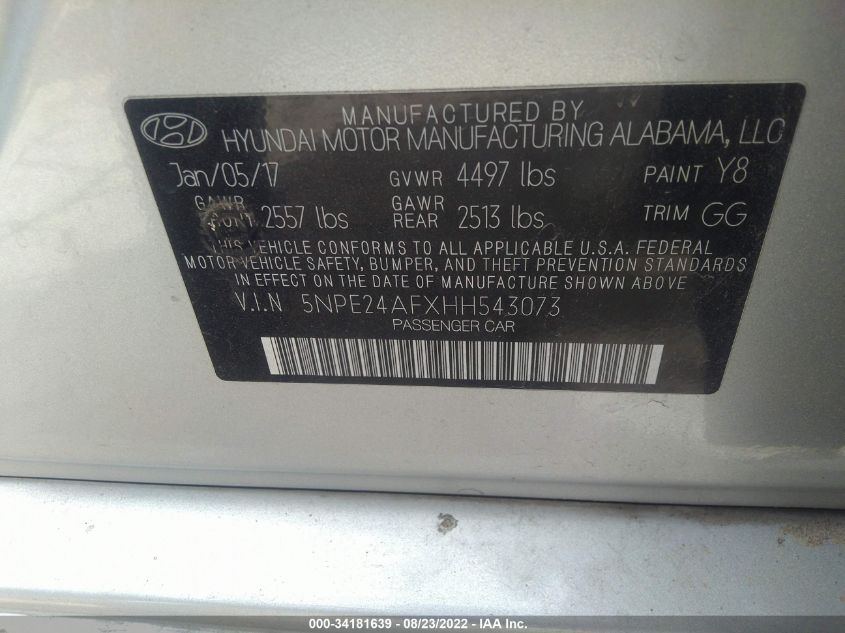 MANUFACTURED BY
HYUNDAI MOTOR MANUFACTURING ALABAMA, LLC
Jan/05/17 GVWR 4497 lbs PAINT Y8
GAWR FRONT 2557 lbs GAWR REAR 2513 lbs TRIM GG
THIS VEHICLE CONFORMS TO ALL APPLICABLE U.S.A. FEDERAL
MOTOR VEHICLE SAFETY, BUMPER, AND THEFT PREVENTION STANDARDS
IN EFFECT ON THE DATE OF MANUFACTURE SHOWN ABOVE
V.I.N 5NPE24AFXHH543073
PASSENGER CAR
000-34181639 - 08/23/2022 - IAA Inc.